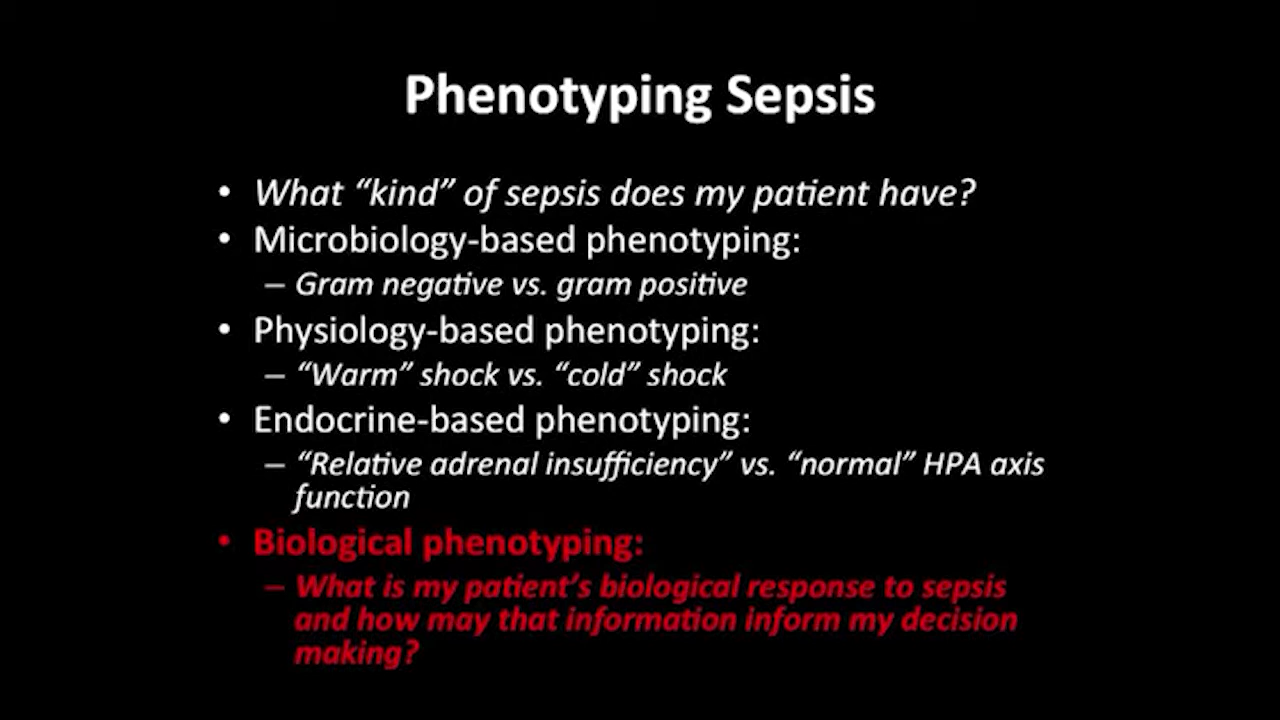 Phenotyping Sepsis
• What “kind” of sepsis does my patient have?
• Microbiology-based phenotyping:
– Gram negative vs. gram positive
• Physiology-based phenotyping:
– “Warm” shock vs. “cold” shock
• Endocrine-based phenotyping:
– “Relative adrenal insufficiency” vs. “normal” HPA axis
function
• Biological phenotyping:
– What is my patient’s biological response to sepsis
and how may that information inform my decision
making?